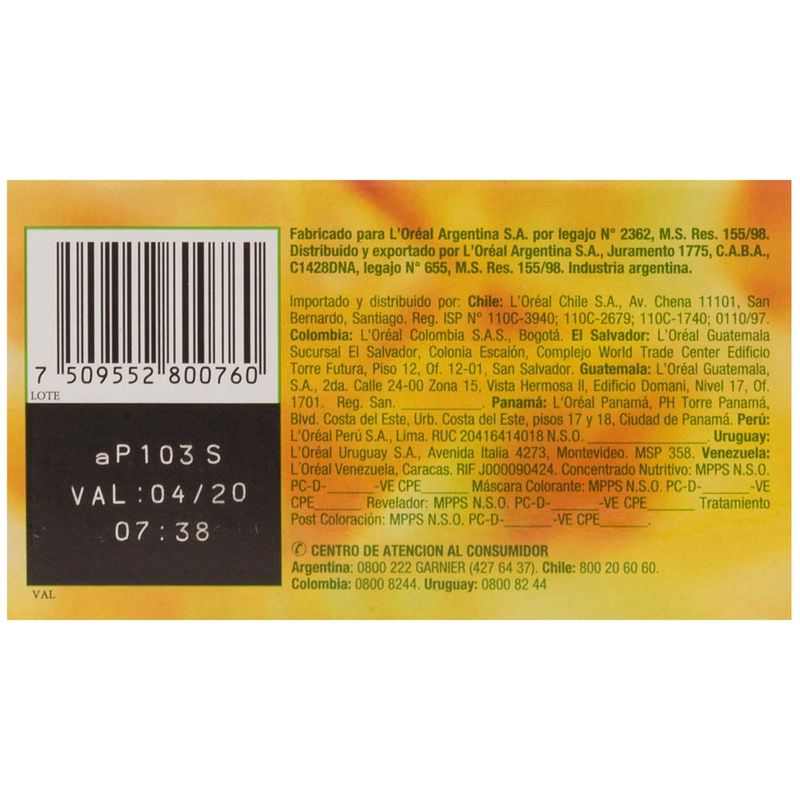 7 509552 800760
LOTE
aP103 S
VAL:04/20
07:38
VAL
Fabricado para L'Oréal Argentina S.A. por legajo N° 2362, M.S. Res. 155/98.
Distribuido y exportado por L'Oréal Argentina S.A., Juramento 1775, C.A.B.A.,
C1428DNA, legajo N° 655, M.S. Res. 155/98. Industria argentina.
Importado y distribuido por: Chile: L'Oréal Chile S.A., Av. Chena 11101, San
Bernardo, Santiago. Reg. ISP N° 110C-3940; 110C-2679; 110C-1740; 0110/97.
Colombia: L'Oréal Colombia S.A.S., Bogotá. El Salvador: L'Oréal Guatemala
Sucursal El Salvador, Colonia Escalón, Complejo World Trade Center Edificio
Torre Futura, Piso 12, Of. 12-01, San Salvador. Guatemala: L'Oréal Guatemala,
S.A., 2da. Calle 24-00 Zona 15, Vista Hermosa II, Edificio Domani, Nivel 17, Of.
1701. Reg. San. ____________. Panamá: L'Oréal Panamá, PH Torre Panamá,
Blvd. Costa del Este, Urb. Costa del Este, pisos 17 y 18, Ciudad de Panamá. Perú:
L'Oréal Perú S.A., Lima. RUC 20416414018 N.S.O. __________________. Uruguay:
L'Oréal Uruguay S.A., Avenida Italia 4273, Montevideo. MSP 358. Venezuela:
L'Oréal Venezuela, Caracas. RIF J000090424. Concentrado Nutritivo: MPPS N.S.O.
PC-D-_______-VE CPE_______ Máscara Colorante: MPPS N.S.O. PC-D-_______-VE
CPE_______ Revelador: MPPS N.S.O. PC-D-_______-VE CPE_______ Tratamiento
Post Coloración: MPPS N.S.O. PC-D-_______-VE CPE_______.
✆ CENTRO DE ATENCION AL CONSUMIDOR
Argentina: 0800 222 GARNIER (427 64 37). Chile: 800 20 60 60.
Colombia: 0800 8244. Uruguay: 0800 82 44